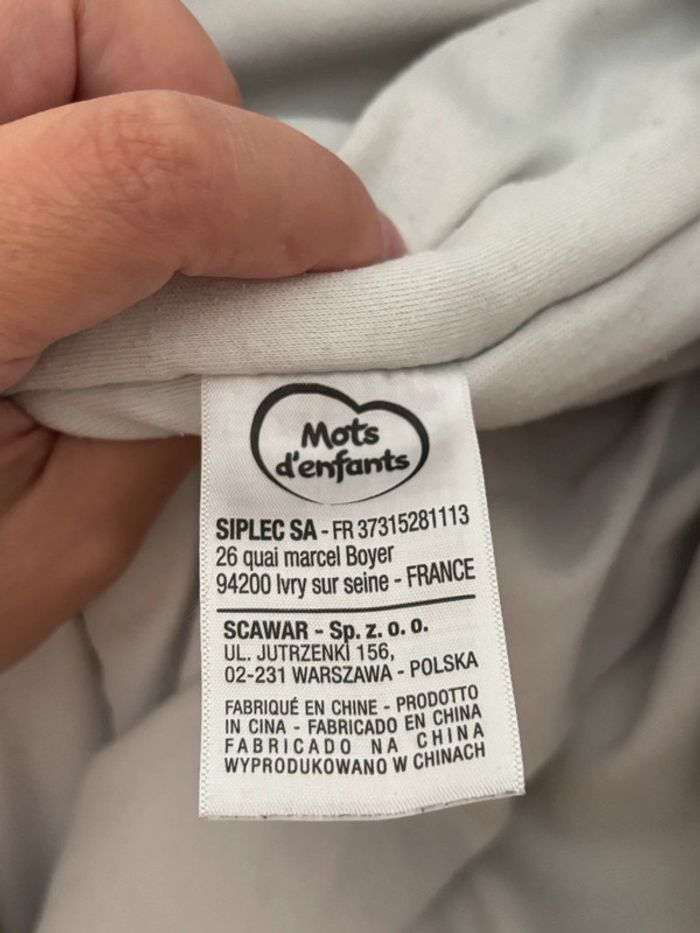 Mots
d'enfants
SIPLEC SA - FR 37315281113
26 quai marcel Boyer
94200 Ivry sur seine - FRANCE
SCAWAR - Sp. z. o. o.
UL. JUTRZENKI 156,
02-231 WARSZAWA - POLSKA
FABRIQUÉ EN CHINE - PRODOTTO
IN CINA - FABRICADO EN CHINA
FABRICADO NA CHINA
WYPRODUKOWANO W CHINACH